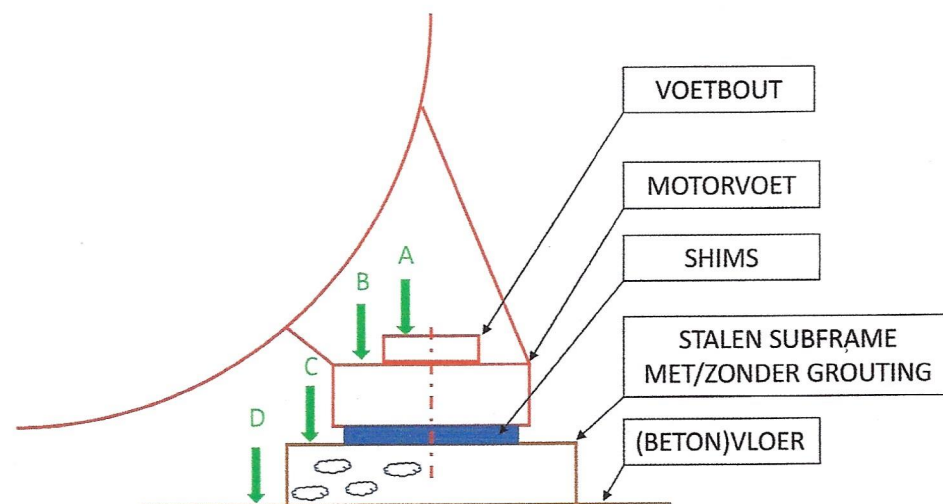 VOETBOUT
MOTORVOET
A
B
SHIMS
STALEN SUBFRAME
MET/ZONDER GROUTING
C
D
(BETON)VLOER